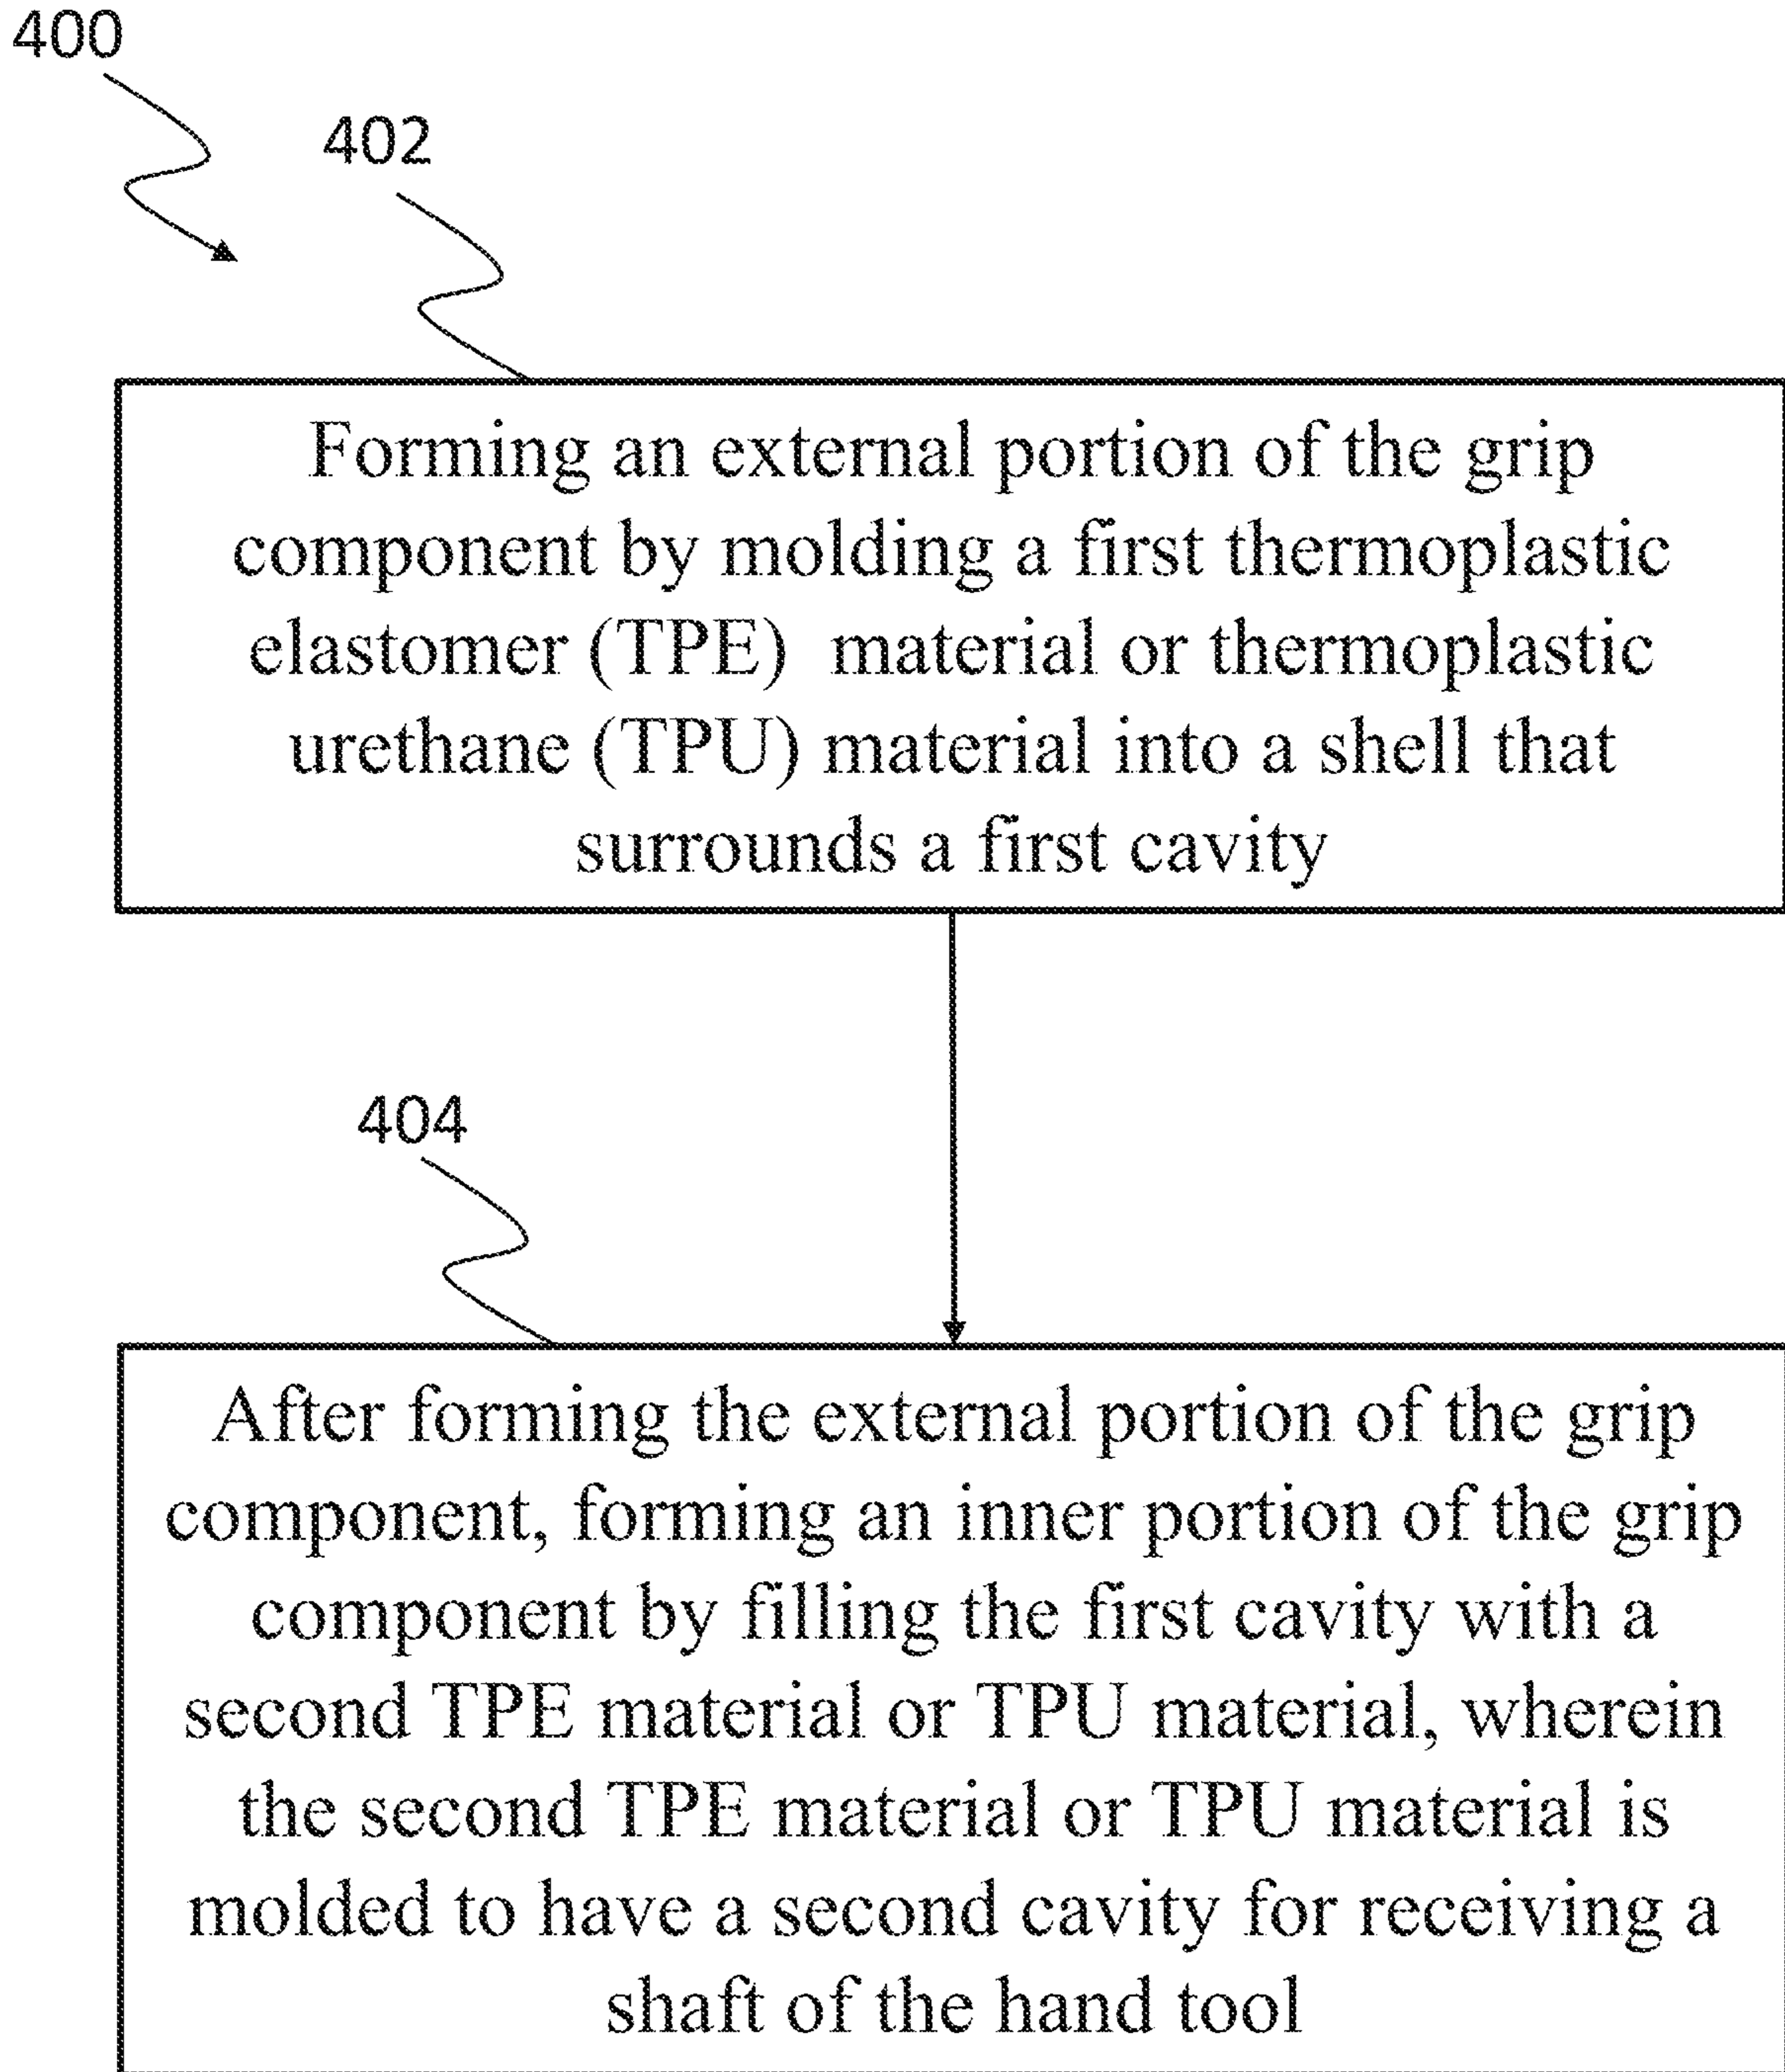 400
402
Forming an external portion of the grip
component by molding a first thermoplastic
elastomer (TPE) material or thermoplastic
urethane (TPU) material into a shell that
surrounds a first cavity
404
After forming the external portion of the grip
component, forming an inner portion of the grip
component by filling the first cavity with a
second TPE material or TPU material, wherein
the second TPE material or TPU material is
molded to have a second cavity for receiving a
shaft of the hand tool